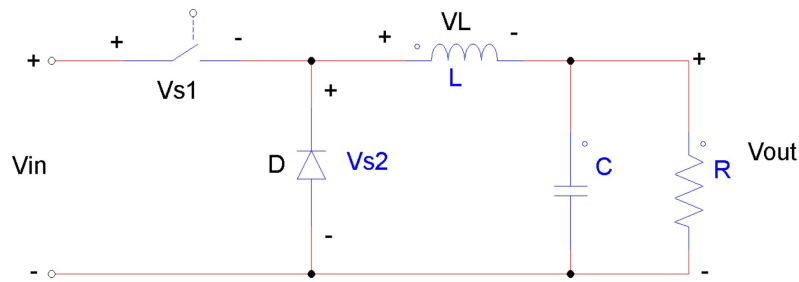 VL
+ - + -
+ +
Vs1 L
+
Vin D Vs2 C R Vout
-
- -